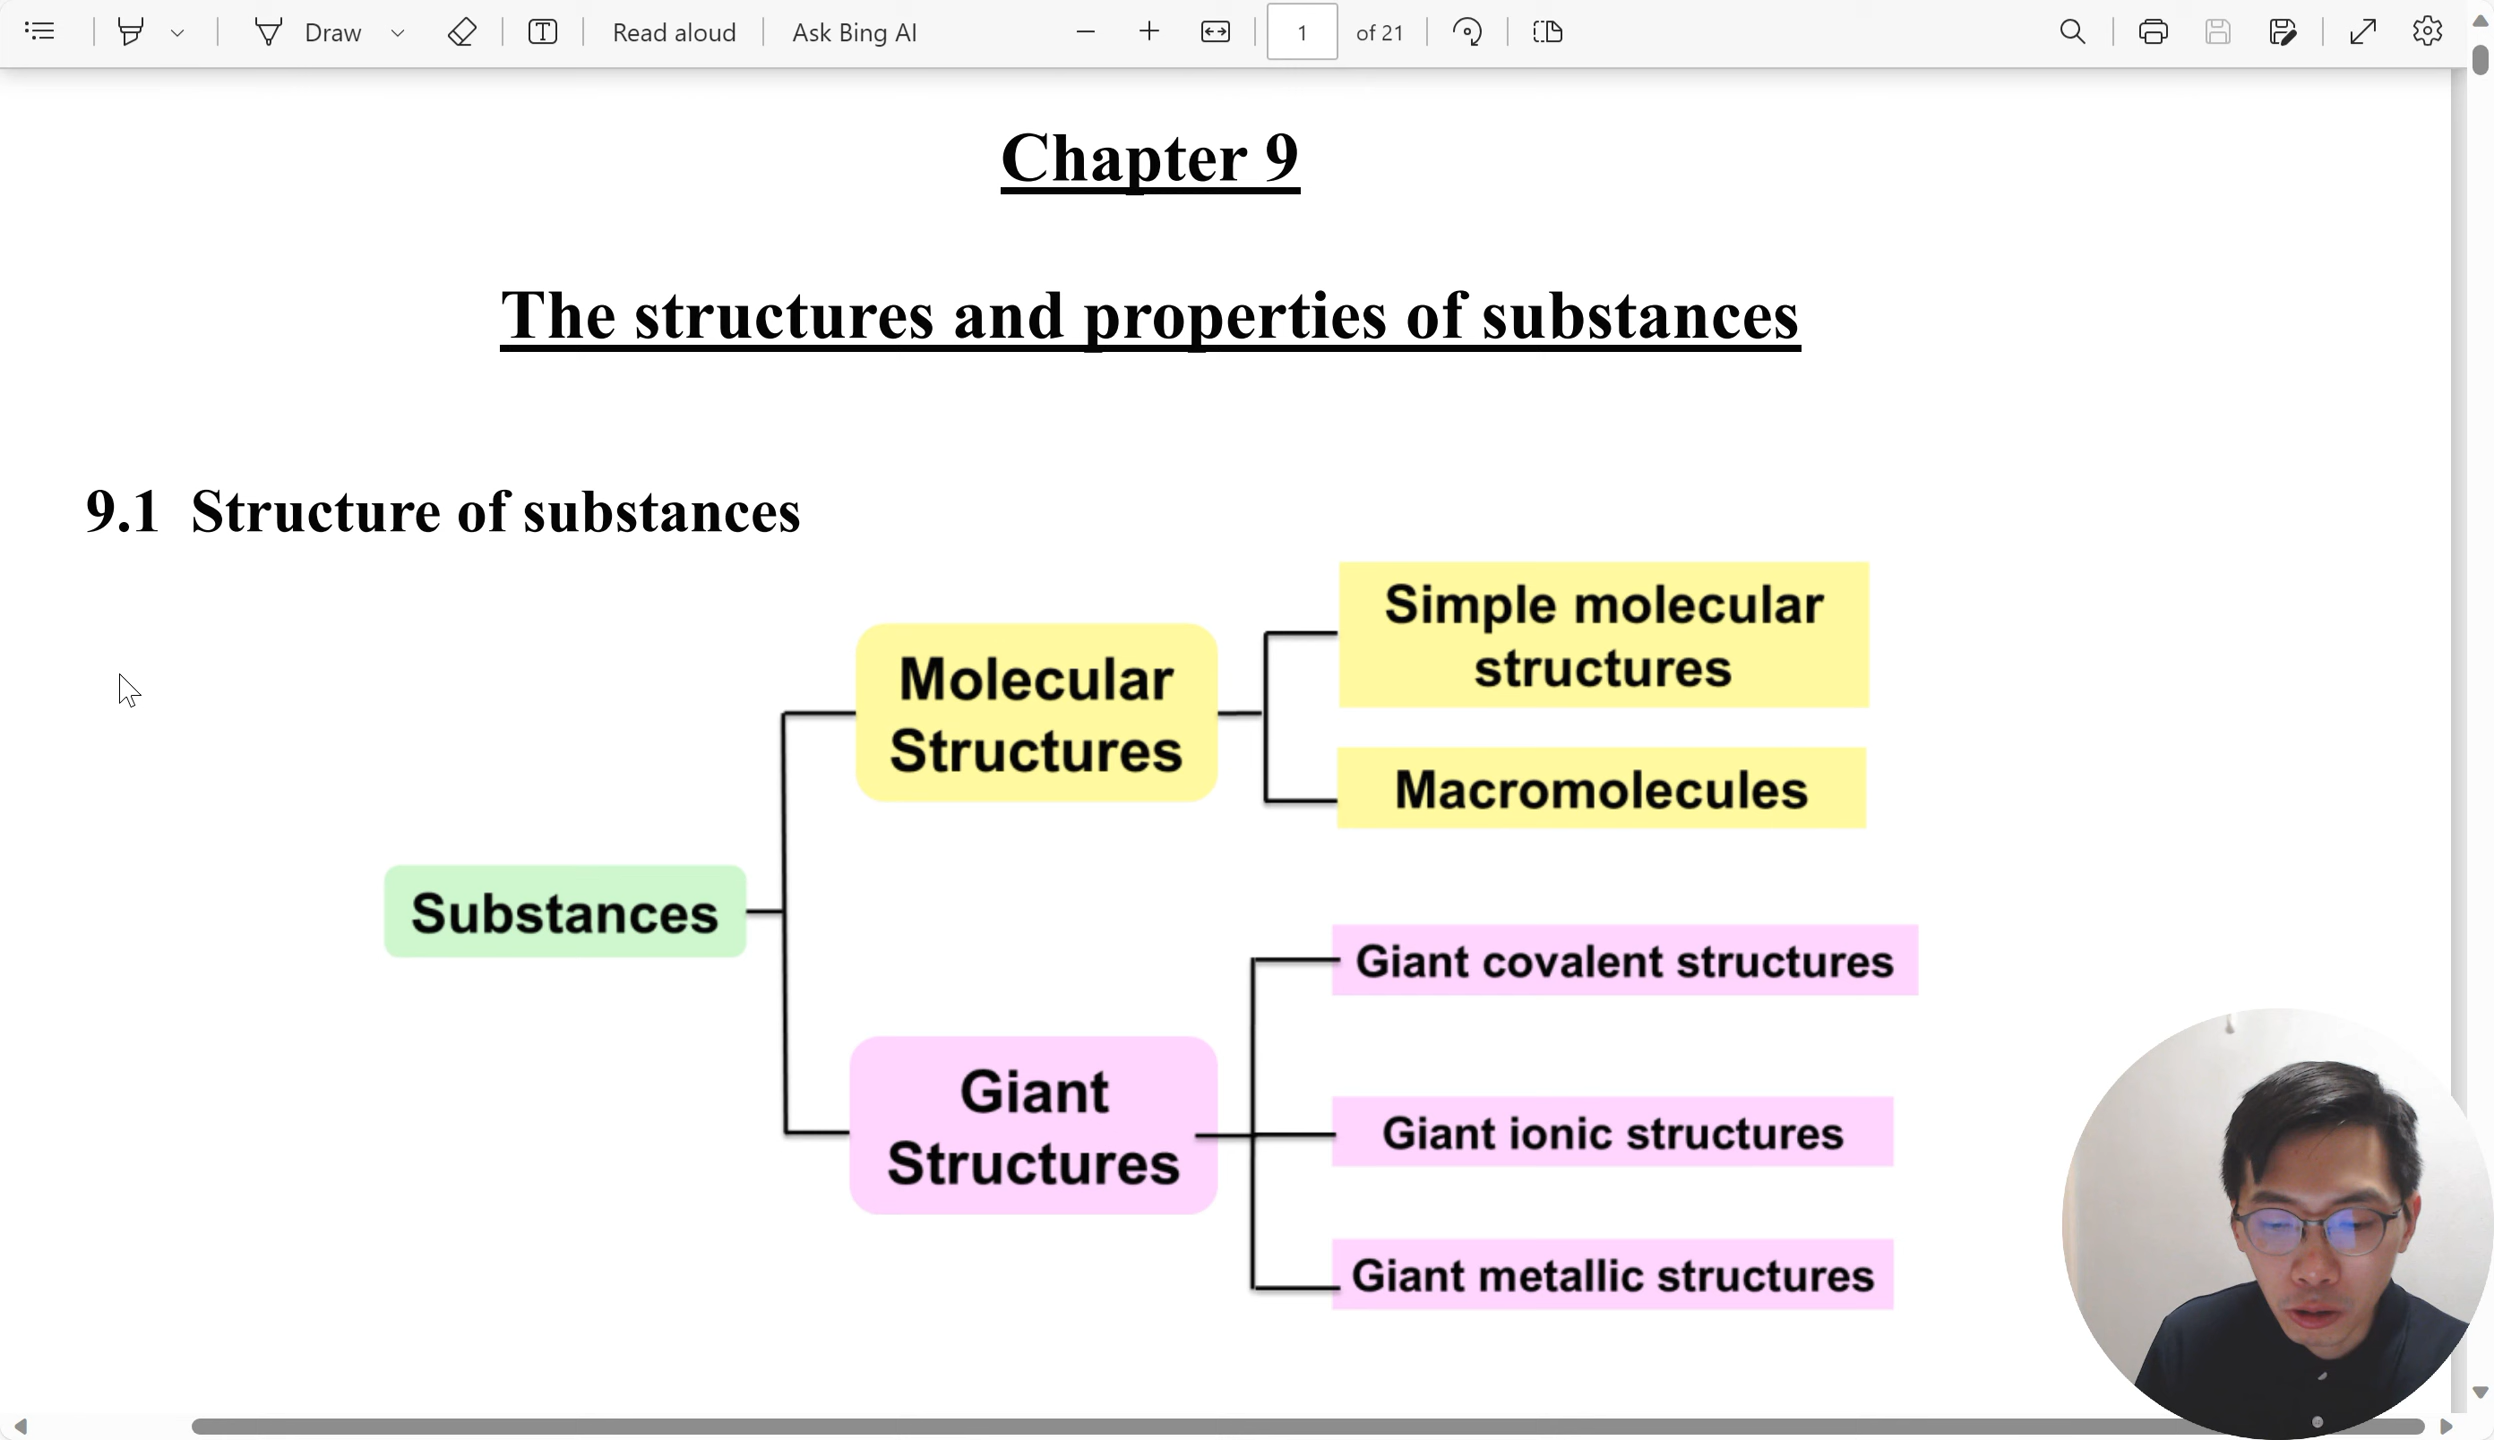 Draw
Read aloud
Ask Bing AI
1
of 21
Chapter 9
The structures and properties of substances
9.1 Structure of substances
Simple molecular
structures
Molecular
Structures
Macromolecules
Substances
Giant covalent structures
Giant
Structures
Giant ionic structures
Giant metallic structures